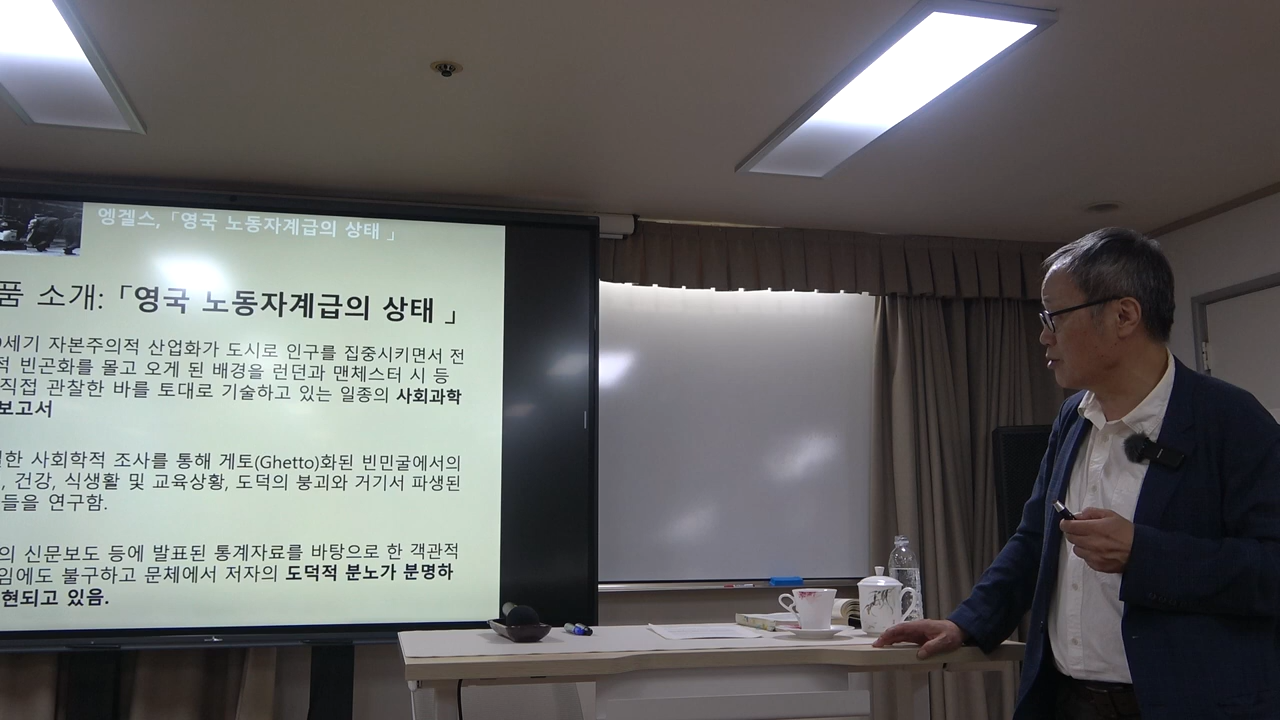 엥겔스,「영국 노동자계급의 상태 」
품 소개:「영국 노동자계급의 상태 」
세기 자본주의적 산업화가 도시로 인구를 집중시키면서 전
적 빈곤화를 몰고 오게 된 배경을 런던과 맨체스터 시 등
직접 관찰한 바를 토대로 기술하고 있는 일종의 사회과학
보고서
한 사회학적 조사를 통해 게토(Ghetto)화된 빈민굴에서의
, 건강, 식생활 및 교육상황, 도덕의 붕괴와 거기서 파생된
들을 연구함.
의 신문보도 등에 발표된 통계자료를 바탕으로 한 객관적
임에도 불구하고 문체에서 저자의 도덕적 분노가 분명하
현되고 있음.